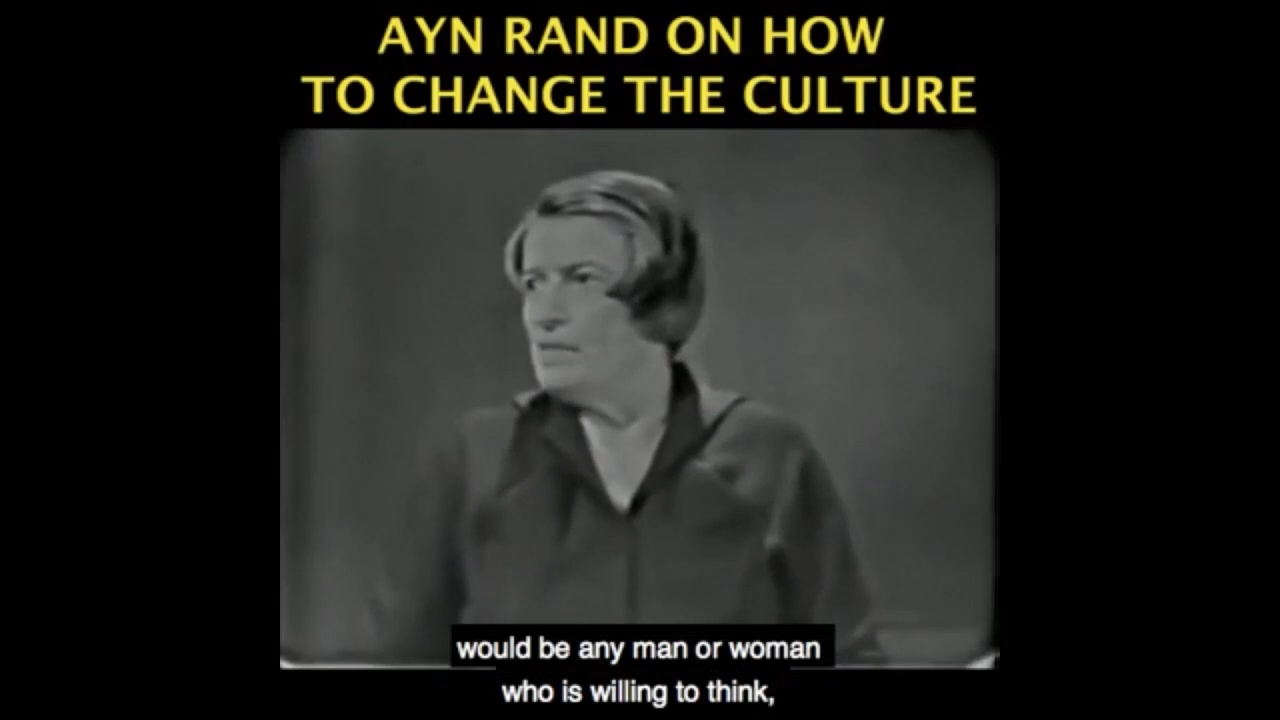 AYN RAND ON HOW
TO CHANGE THE CULTURE
would be any man or woman
who is willing to think,